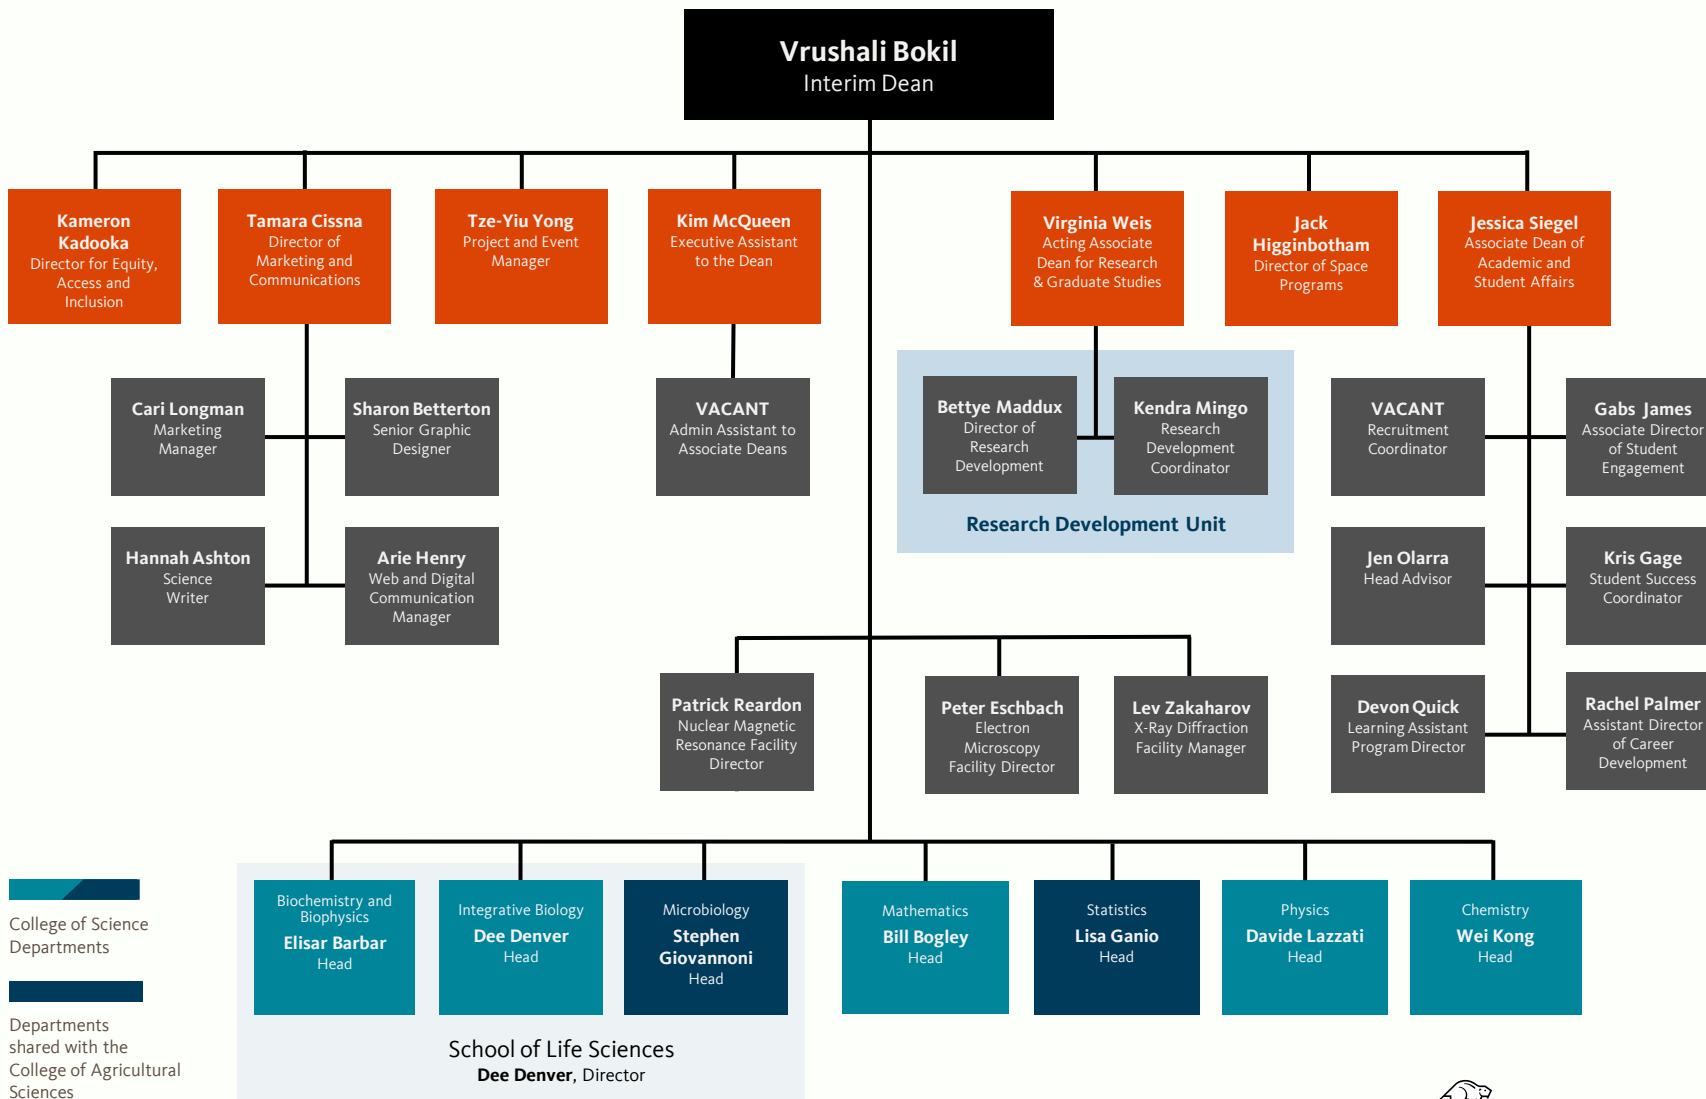 Vrushali Bokil
Interim Dean
Kameron
Kadooka
Director for Equity,
Access and
Inclusion
Tamara Cissna
Director of
Marketing and
Communications
Tze-Yiu Yong
Project and Event
Manager
Kim McQueen
Executive Assistant
to the Dean
Virginia Weis
Acting Associate
Dean for Research
& Graduate Studies
Jack
Higginbotham
Director of Space
Programs
Jessica Siegel
Associate Dean of
Academic and
Student Affairs
Cari Longman
Marketing
Manager
Sharon Betterton
Senior Graphic
Designer
VACANT
Admin Assistant to
Associate Deans
Bettye Maddux
Director of
Research
Development
Kendra Mingo
Research
Development
Coordinator
Research Development Unit
VACANT
Recruitment
Coordinator
Gabs James
Associate Director
of Student
Engagement
Hannah Ashton
Science
Writer
Arie Henry
Web and Digital
Communication
Manager
Jen Olarra
Head Advisor
Kris Gage
Student Success
Coordinator
Patrick Reardon
Nuclear Magnetic
Resonance Facility
Director
Peter Eschbach
Electron
Microscopy
Facility Director
Lev Zakaharov
X-Ray Diffraction
Facility Manager
Devon Quick
Learning Assistant
Program Director
Rachel Palmer
Assistant Director
of Career
Development
Biochemistry and
Biophysics
Elisar Barbar
Head
Integrative Biology
Dee Denver
Head
Microbiology
Stephen
Giovannoni
Head
Mathematics
Bill Bogley
Head
Statistics
Lisa Ganio
Head
Physics
Davide Lazzati
Head
Chemistry
Wei Kong
Head
School of Life Sciences
Dee Denver, Director
College of Science
Departments
Departments
shared with the
College of Agricultural
Sciences